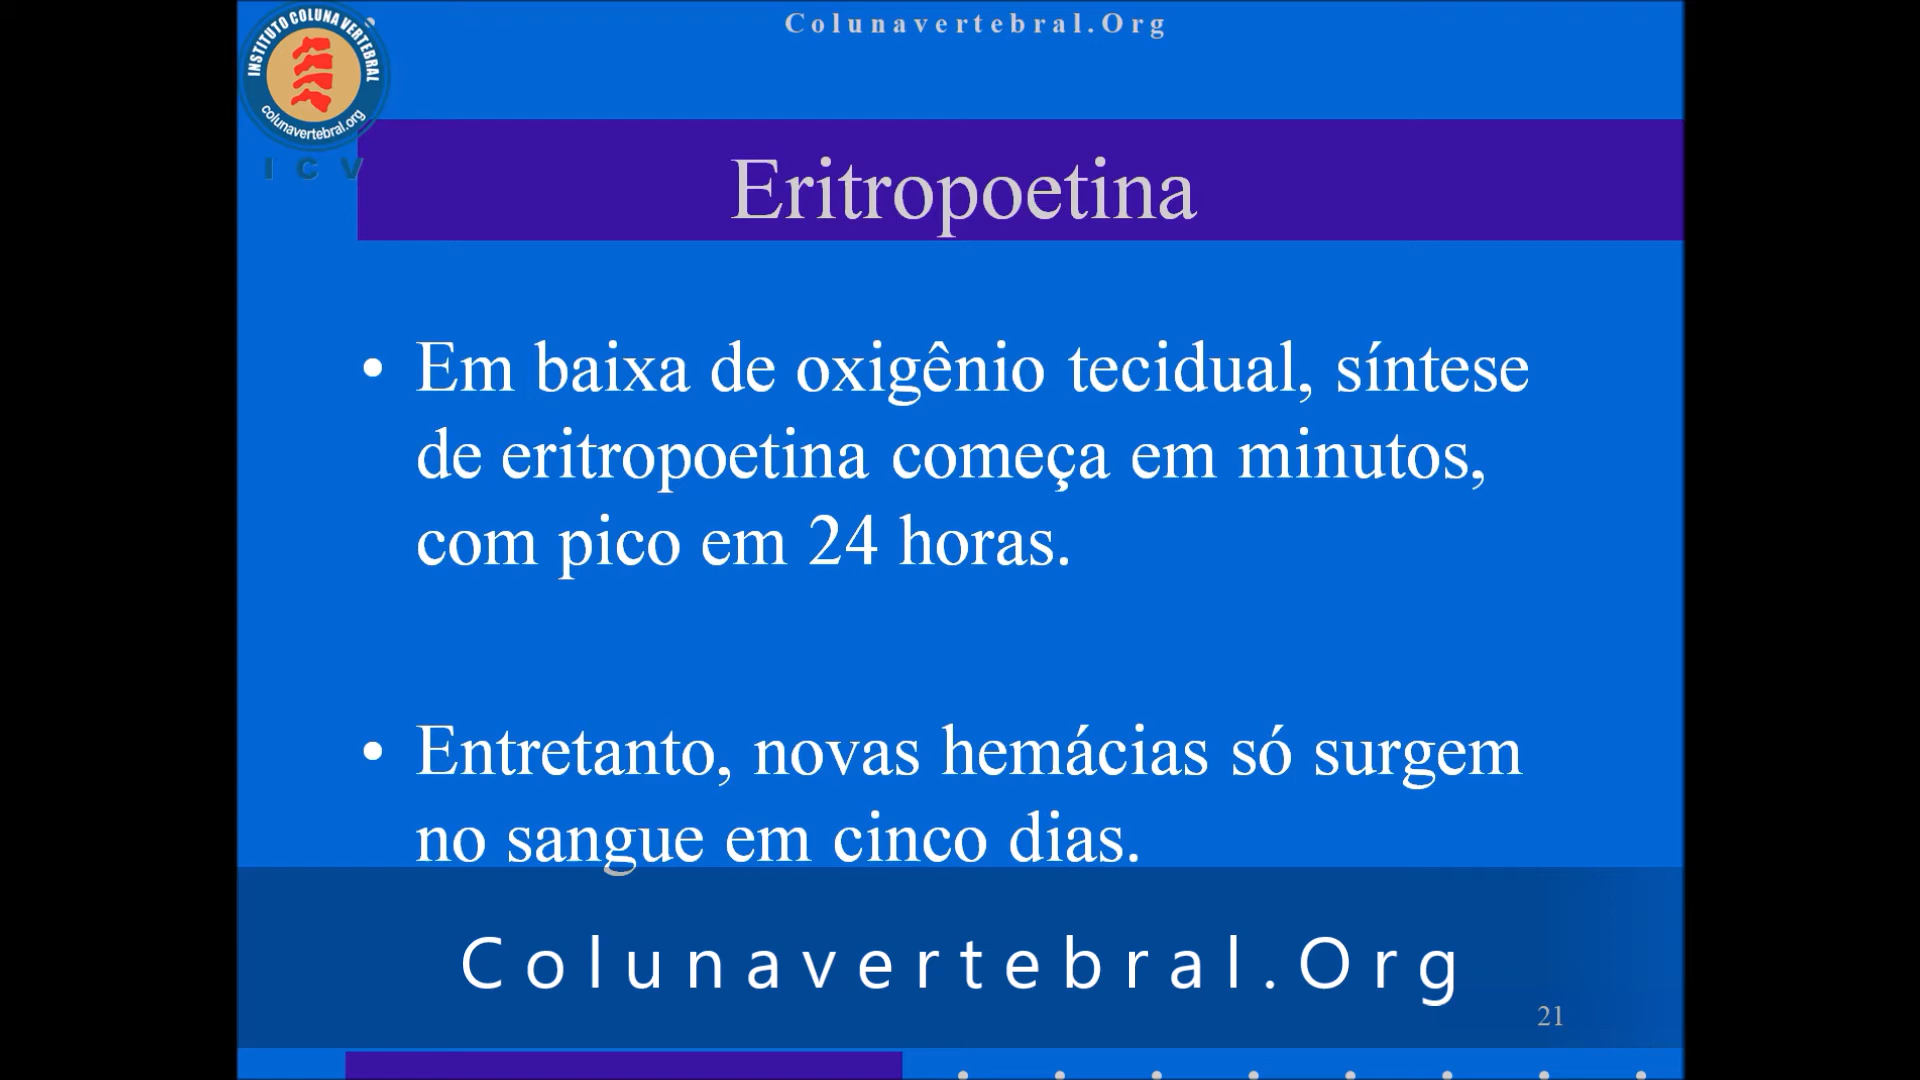 Colunavertebral.Org
INSTITUTO COLUNA VERTEBRAL
colunavertebral.org
I C V
Eritropoetina
• Em baixa de oxigênio tecidual, síntese
de eritropoetina começa em minutos,
com pico em 24 horas.
• Entretanto, novas hemácias só surgem
no sangue em cinco dias.
Colunavertebral.Org
21